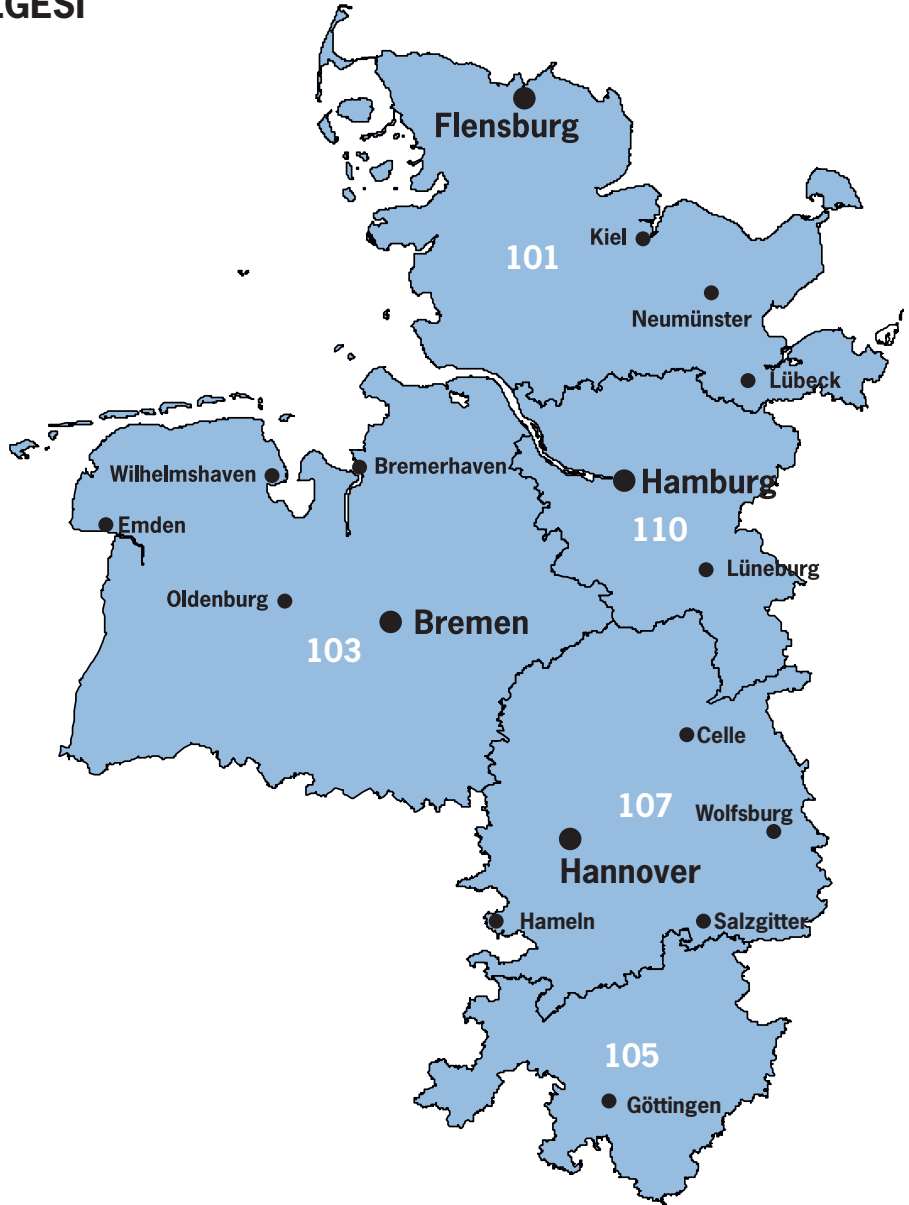 Flensburg
Kiel
101
Neumünster
Lübeck
Bremerhaven
Wilhelmshaven
Hamburg
Emden
110
Lüneburg
Oldenburg
Bremen
103
Celle
107
Wolfsburg
Hannover
Hameln
Salzgitter
105
Göttingen